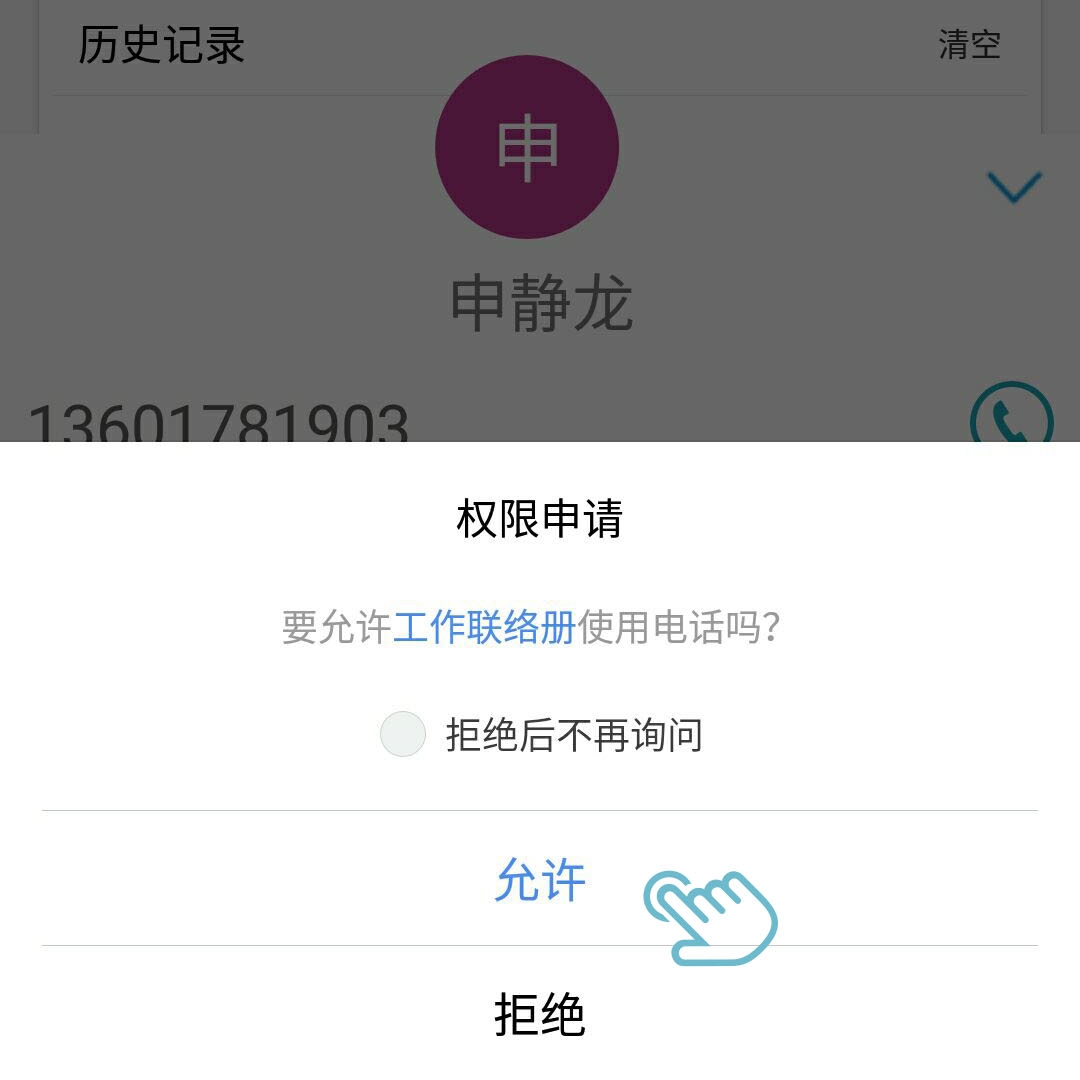 历史记录
清空
申
申静龙
13601781903
权限申请
要允许工作联络册使用电话吗?
拒绝后不再询问
允许
拒绝